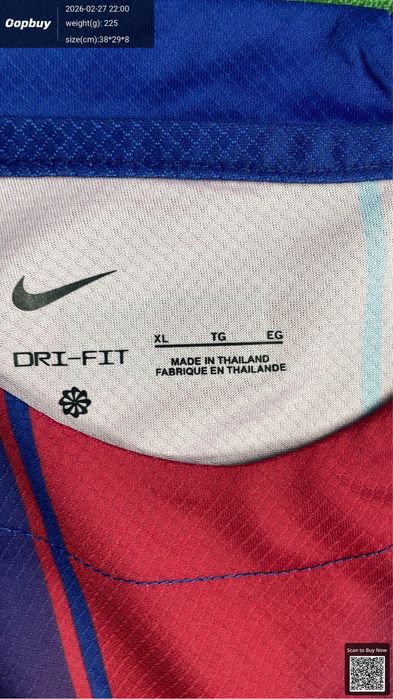 Oopbuy
2026-02-27 22:00
weight(g): 225
size(cm):38*29*8
XL TG EG
DRI-FIT
MADE IN THAILAND
FABRIQUE EN THAILANDE
Scan to Buy Now